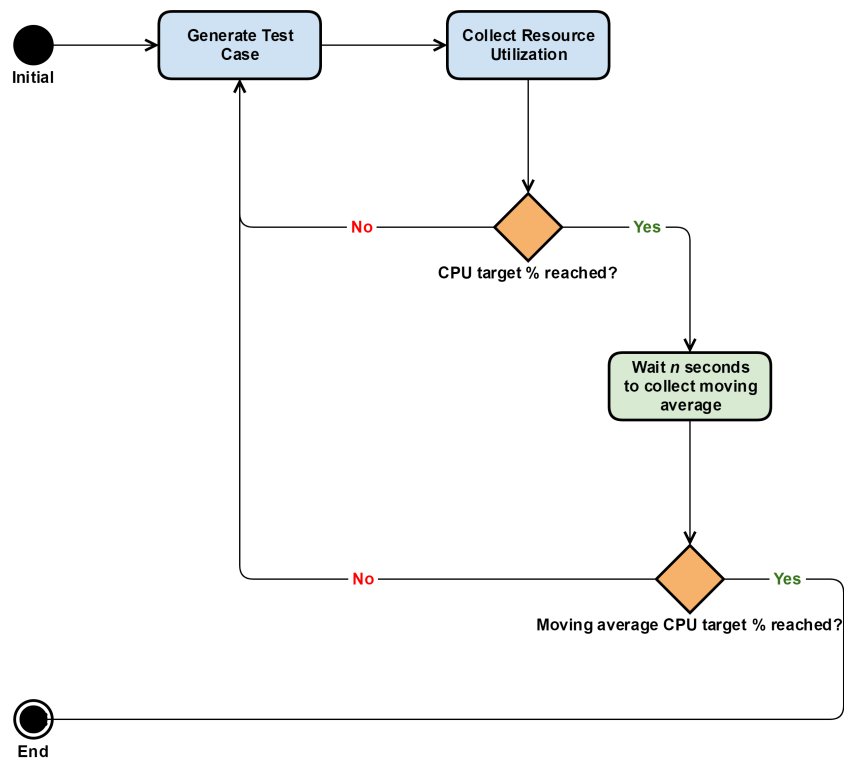 Generate Test
Case
Collect Resource
Utilization
Initial
No
Yes
CPU target % reached?
Wait n seconds
to collect moving
average
No
Yes
Moving average CPU target % reached?
End